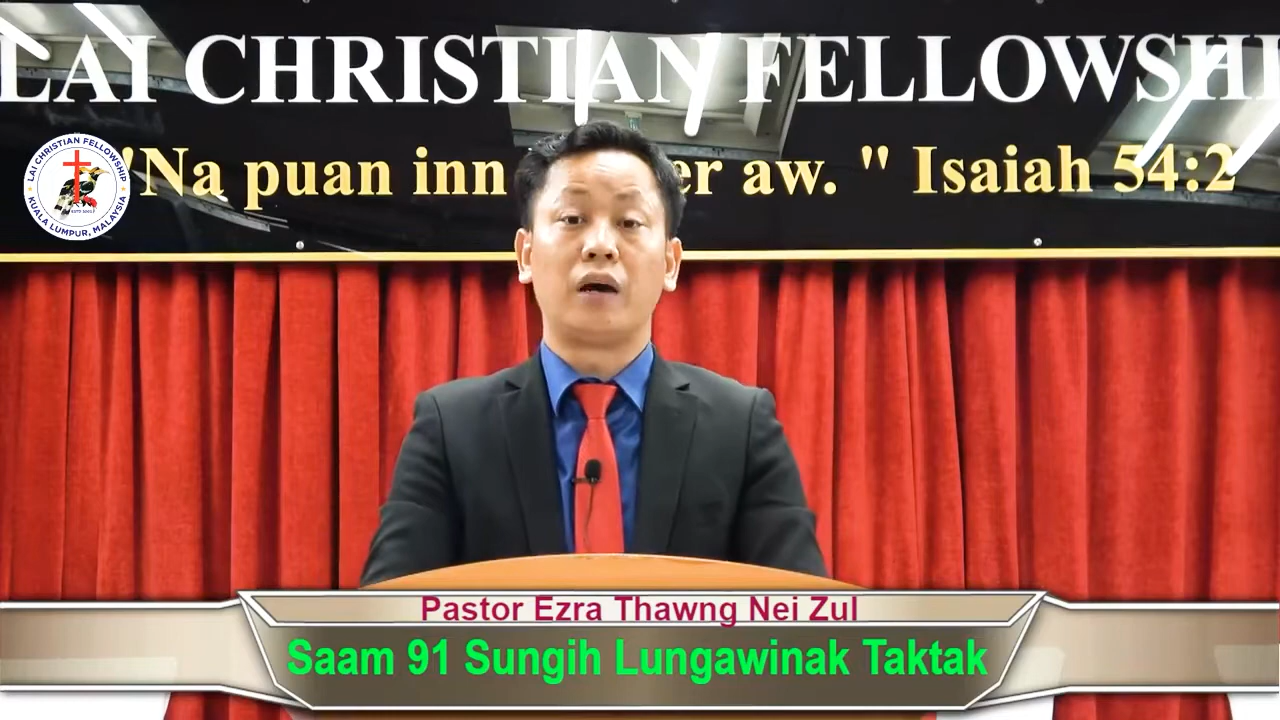 LAI CHRISTIAN FELLOWSHI
"Na puan inn er aw. " Isaiah 54:2
LAI CHRISTIAN FELLOWSHIP
KUALA LUMPUR, MALAYSIA
Pastor Ezra Thawng Nei Zul
Saam 91 Sungih Lungawinak Taktak